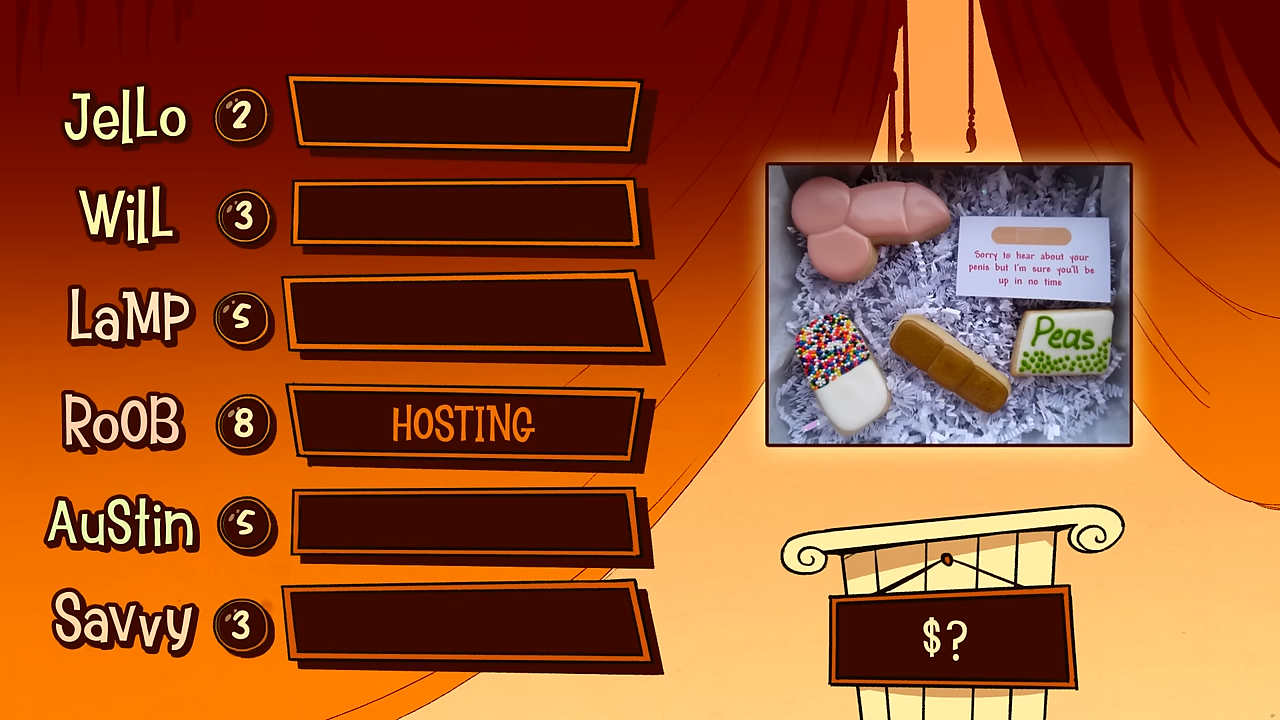 Jello 2
Will 3
LaMP 5
RoOB 8 HOSTING
Austin 5
Savvy 3
Sorry to hear about your
penis but I'm sure you'll be
up in no time
Peas
$?